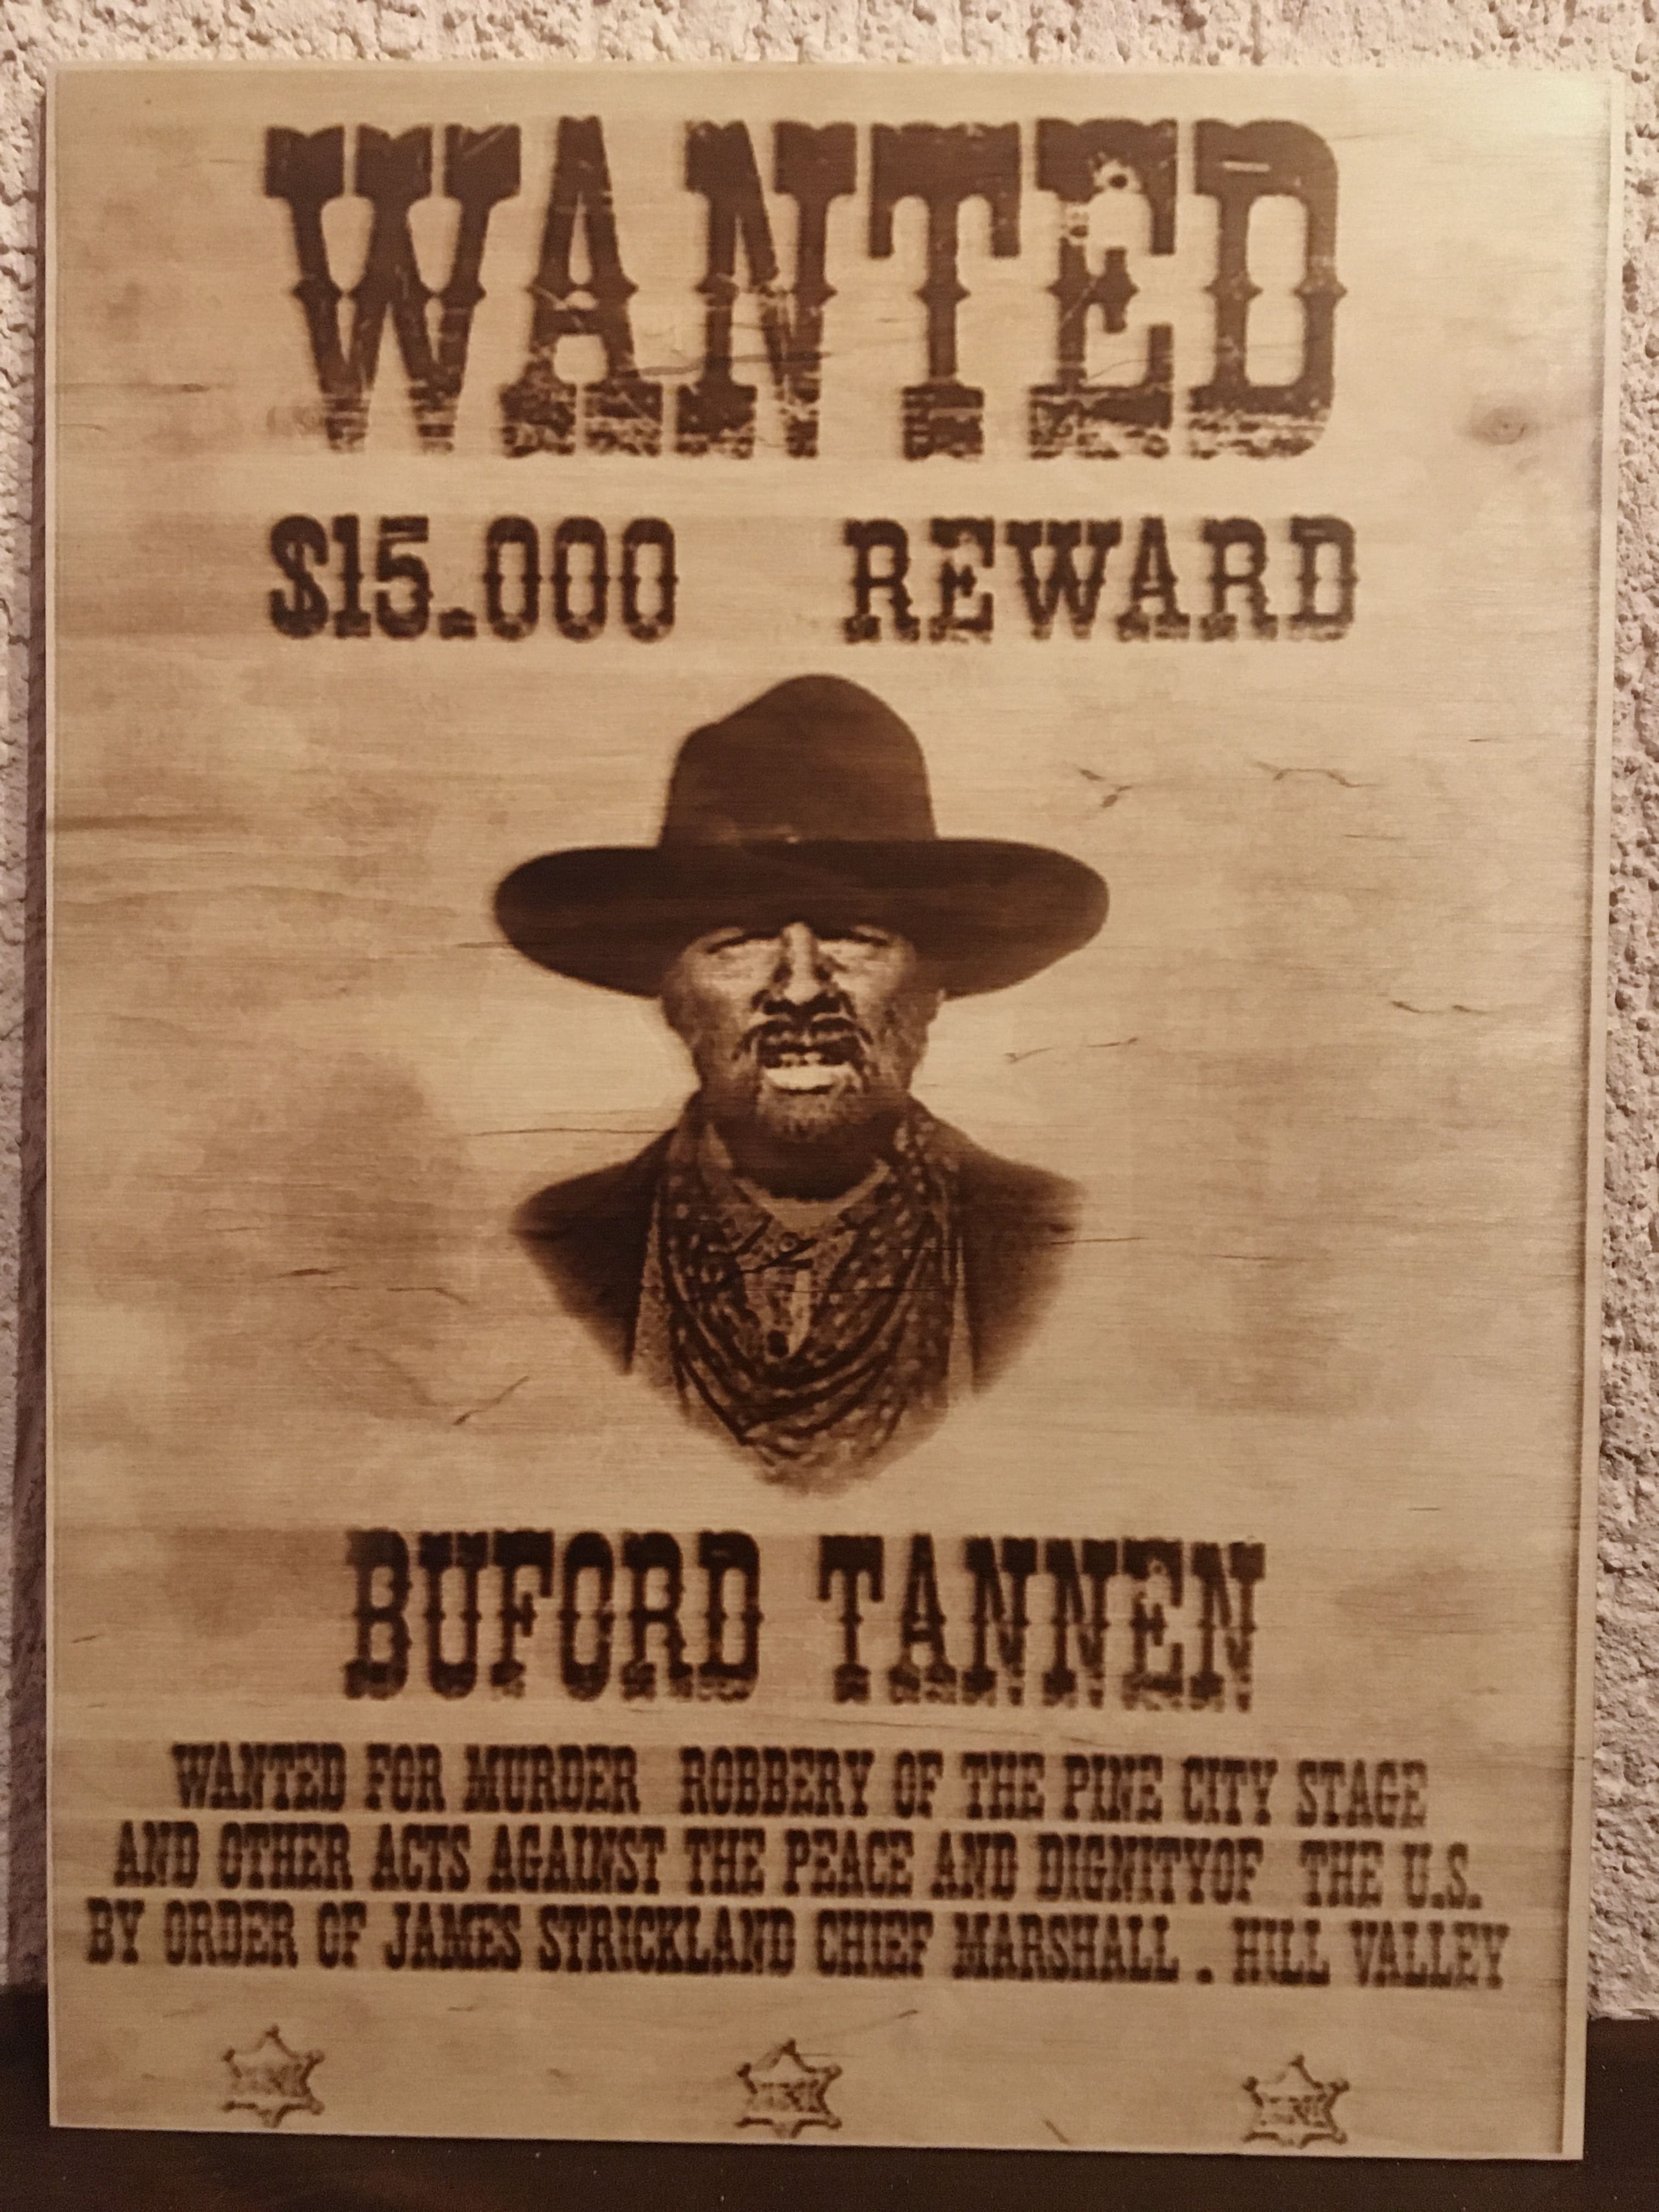 WANTED
$15.000 REWARD
BUFORD TANNEN
WANTED FOR MURDER ROBBERY OF THE PINE CITY STAGE
AND OTHER ACTS AGAINST THE PEACE AND DIGNITYOF THE U.S.
BY ORDER OF JAMES STRICKLAND CHIEF MARSHALL . HILL VALLEY